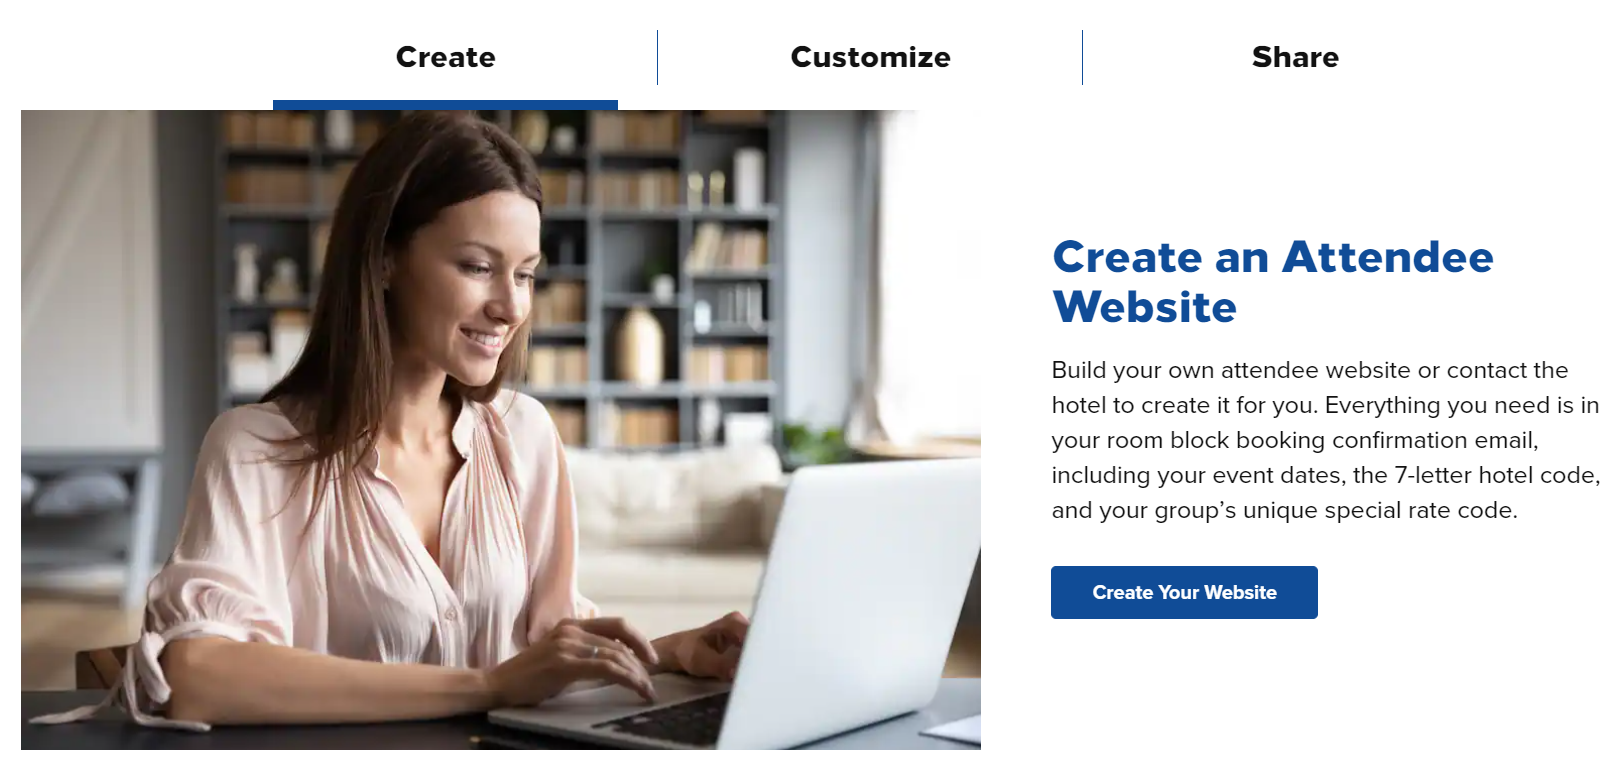 Create
Customize
Share
Create an Attendee
Website
Build your own attendee website or contact the
hotel to create it for you. Everything you need is in
your room block booking confirmation email,
including your event dates, the 7-letter hotel code,
and your group’s unique special rate code.
Create Your Website